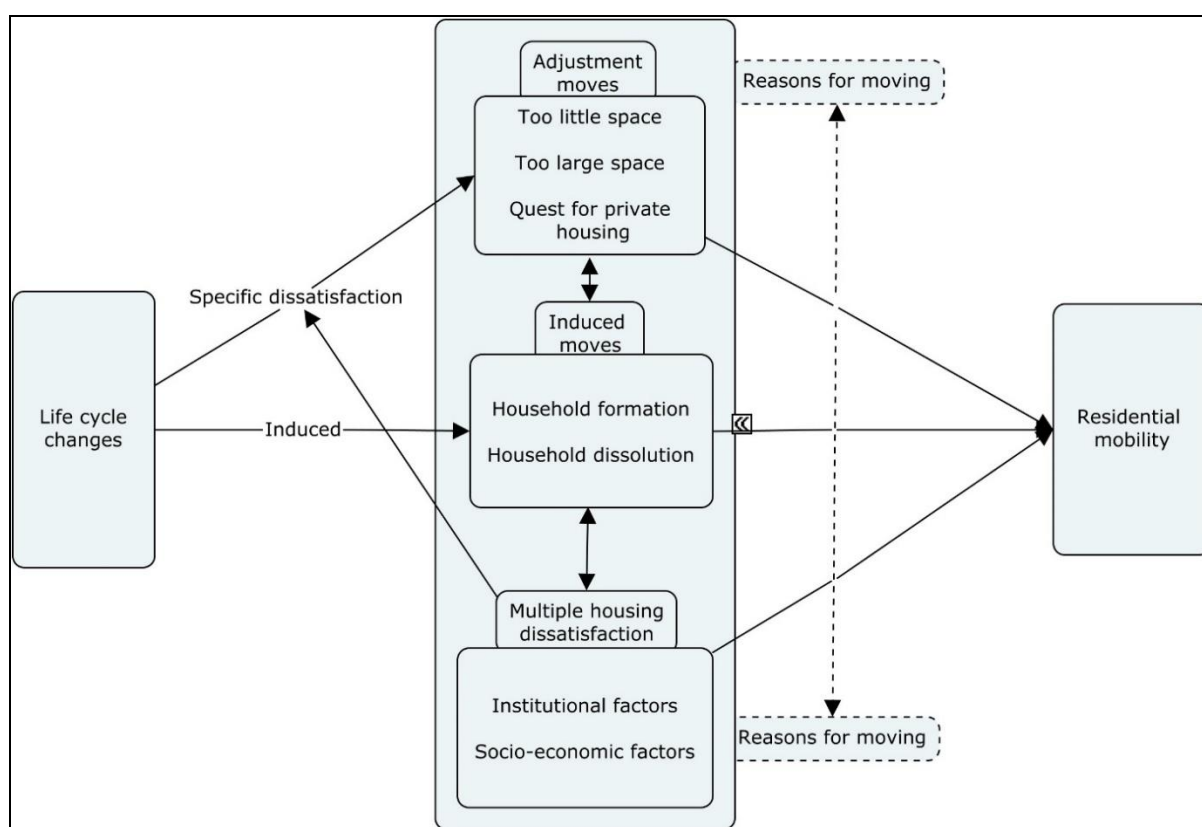 Adjustment
moves
Reasons for moving
Too little space
Too large space
Quest for private
housing
Specific dissatisfaction
Induced
moves
Life cycle
changes
Induced
Household formation
Household dissolution
Residential
mobility
Multiple housing
dissatisfaction
Institutional factors
Socio-economic factors
Reasons for moving